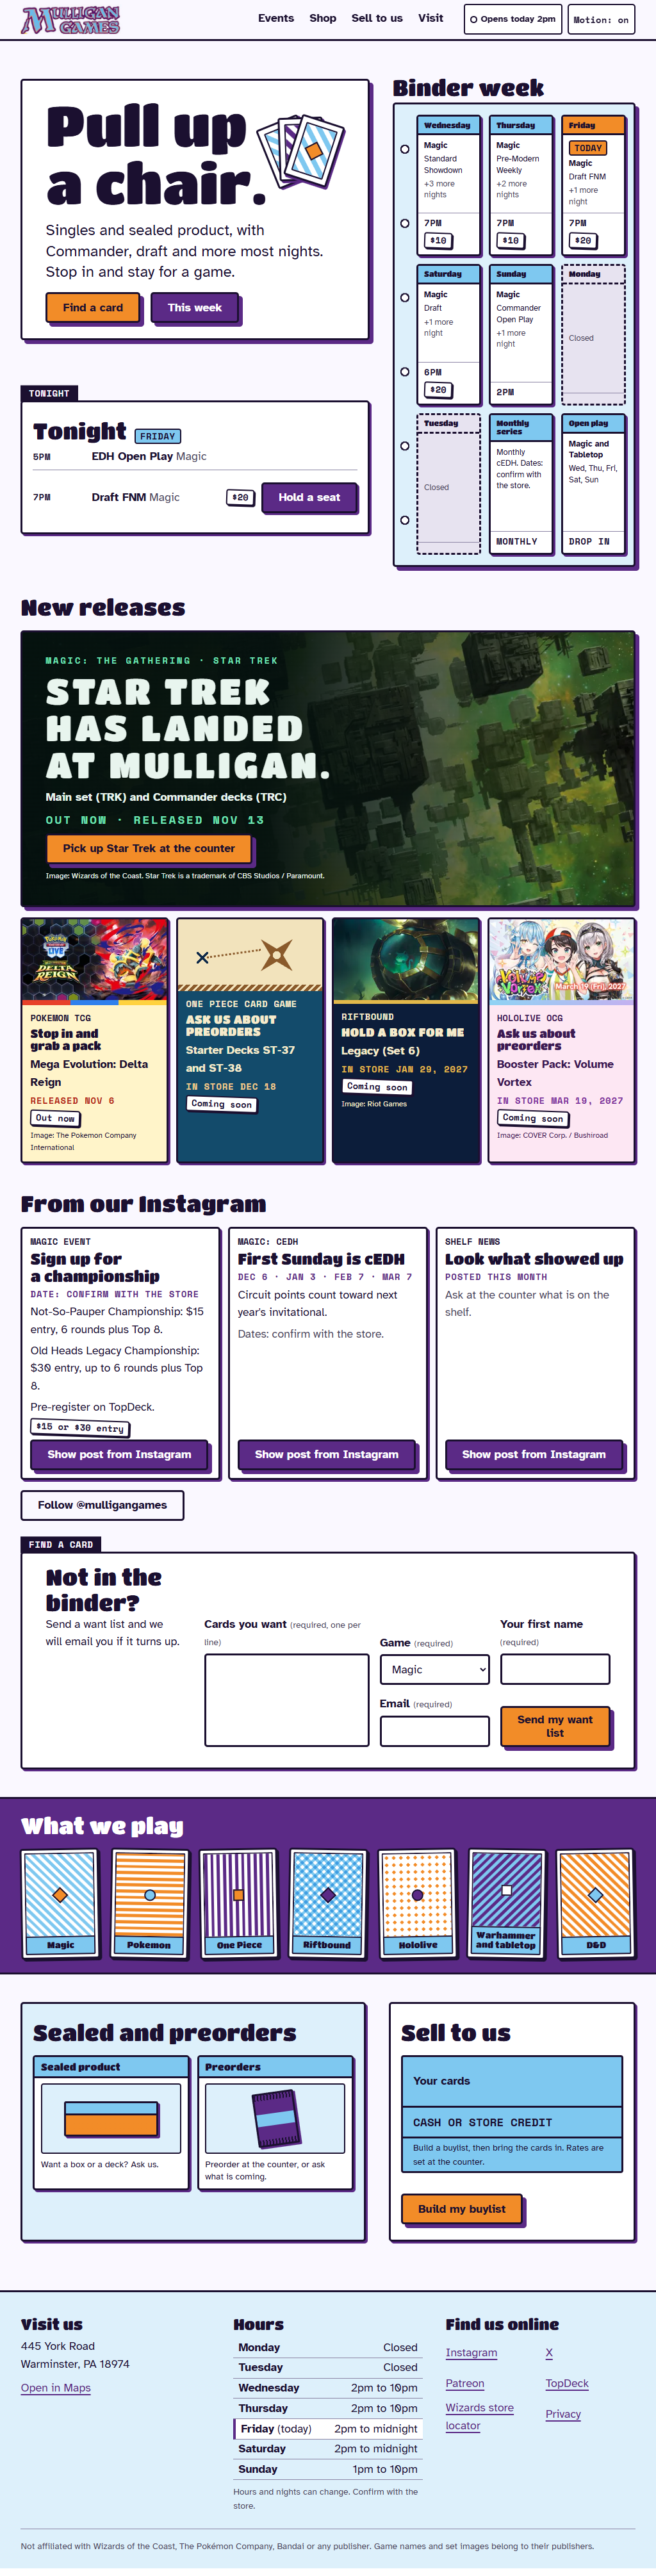 MULLIGAN GAMES
Events Shop Sell to us Visit
Opens today 2pm
Motion: on
Pull up
a chair.
Singles and sealed product, with
Commander, draft and more most nights.
Stop in and stay for a game.
Find a card
This week
TONIGHT
Tonight FRIDAY
5PM EDH Open Play Magic
7PM Draft FNM Magic $20 Hold a seat
Binder week
Wednesday
Magic
Standard
Showdown
+3 more
nights
7PM
$10
Thursday
Magic
Pre-Modern
Weekly
+2 more
nights
7PM
$10
Friday
TODAY
Magic
Draft FNM
+1 more
night
7PM
$20
Saturday
Magic
Draft
+1 more
night
6PM
$20
Sunday
Magic
Commander
Open Play
+1 more
night
2PM
Monday
Closed
Tuesday
Closed
Monthly
series
Monthly
cEDH. Dates:
confirm with
the store.
MONTHLY
Open play
Magic and
Tabletop
Wed, Thu, Fri,
Sat, Sun
DROP IN
New releases
MAGIC: THE GATHERING · STAR TREK
STAR TREK
HAS LANDED
AT MULLIGAN.
Main set (TRK) and Commander decks (TRC)
OUT NOW · RELEASED NOV 13
Pick up Star Trek at the counter
Image: Wizards of the Coast. Star Trek is a trademark of CBS Studios / Paramount.
LIVE
DELTA
REIGN
POKEMON TCG
Stop in and
grab a pack
Mega Evolution: Delta
Reign
RELEASED NOV 6
Out now
Image: The Pokemon Company
International
ONE PIECE CARD GAME
ASK US ABOUT
PREORDERS
Starter Decks ST-37
and ST-38
IN STORE DEC 18
Coming soon
RIFTBOUND
HOLD A BOX FOR ME
Legacy (Set 6)
IN STORE JAN 29, 2027
Coming soon
Image: Riot Games
Volume Vortex
March 19 (Fri), 2027
HOLOLIVE OCG
Ask us about
preorders
Booster Pack: Volume
Vortex
IN STORE MAR 19, 2027
Coming soon
Image: COVER Corp. / Bushiroad
From our Instagram
MAGIC EVENT
Sign up for
a championship
DATE: CONFIRM WITH THE STORE
Not-So-Pauper Championship: $15
entry, 6 rounds plus Top 8.
Old Heads Legacy Championship:
$30 entry, up to 6 rounds plus Top
8.
Pre-register on TopDeck.
$15 or $30 entry
Show post from Instagram
MAGIC: CEDH
First Sunday is cEDH
DEC 6 · JAN 3 · FEB 7 · MAR 7
Circuit points count toward next
year's invitational.
Dates: confirm with the store.
Show post from Instagram
SHELF NEWS
Look what showed up
POSTED THIS MONTH
Ask at the counter what is on the
shelf.
Show post from Instagram
Follow @mulligangames
FIND A CARD
Not in the
binder?
Send a want list and we
will email you if it turns up.
Cards you want (required, one per
line)
Game (required)
Magic
Email (required)
Your first name
(required)
Send my want
list
What we play
Magic
Pokemon
One Piece
Riftbound
Hololive
Warhammer
and tabletop
D&D
Sealed and preorders
Sealed product
Want a box or a deck? Ask us.
Preorders
Preorder at the counter, or ask
what is coming.
Sell to us
Your cards
CASH OR STORE CREDIT
Build a buylist, then bring the cards in. Rates are
set at the counter.
Build my buylist
Visit us
445 York Road
Warminster, PA 18974
Open in Maps
Hours
Monday Closed
Tuesday Closed
Wednesday 2pm to 10pm
Thursday 2pm to 10pm
Friday (today) 2pm to midnight
Saturday 2pm to midnight
Sunday 1pm to 10pm
Hours and nights can change. Confirm with the
store.
Find us online
Instagram X
Patreon TopDeck
Wizards store
locator
Privacy
Not affiliated with Wizards of the Coast, The Pokémon Company, Bandai or any publisher. Game names and set images belong to their publishers.